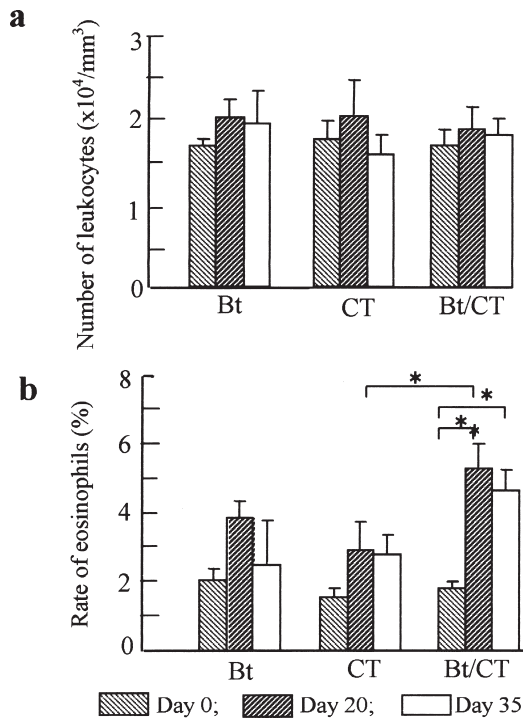 a
Number of leukocytes (x10⁴/mm³)
3
2
1
0
Bt CT Bt/CT
b
Rate of eosinophils (%)
8
6
4
2
0
*
*
*
*
Bt CT Bt/CT
Day 0; Day 20; Day 35